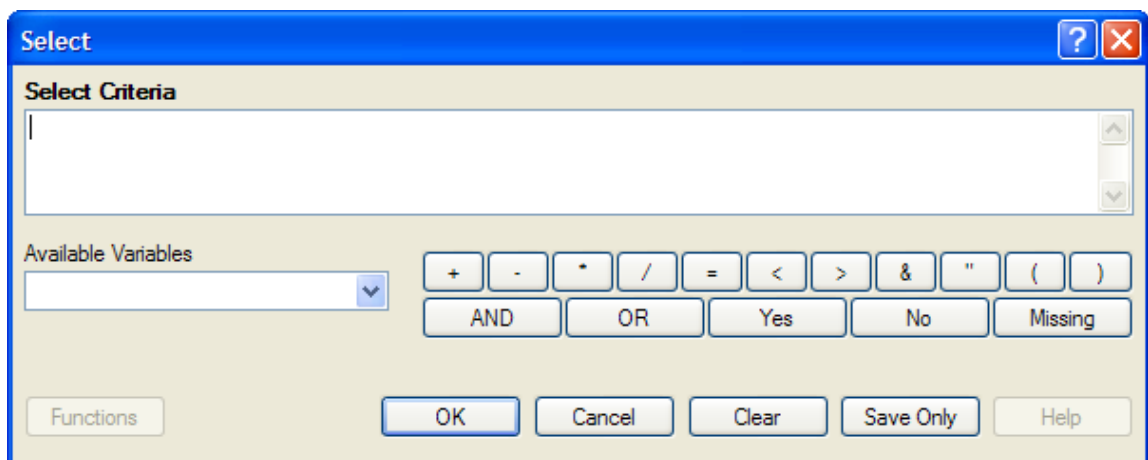 Select
?
Select Criteria
Available Variables
+ - * / = < > & " ( )
AND OR Yes No Missing
Functions OK Cancel Clear Save Only Help